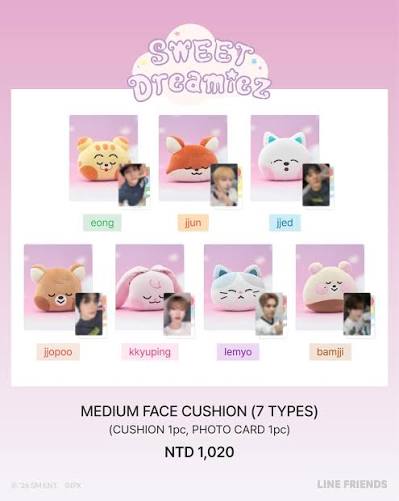 SWEET
Dreamiez
eong
jjun
jjed
jjopoo
kkyuping
lemyo
bamjji
MEDIUM FACE CUSHION (7 TYPES)
(CUSHION 1pc, PHOTO CARD 1pc)
NTD 1,020
LINE FRIENDS